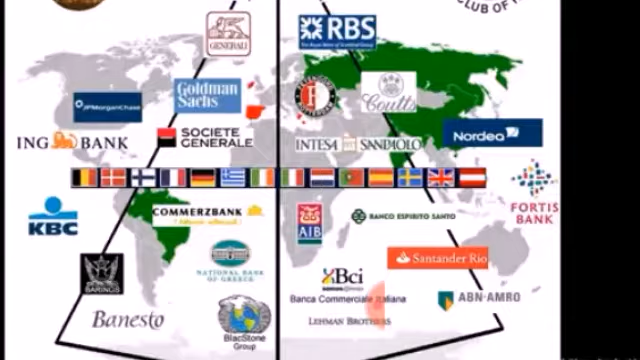 CLUB OF
GENERALI
RBS
The Royal Bank of Scotland Group
JPMorganChase
Goldman
Sachs
Coutts
Nordea
ING BANK
SOCIETE
GENERALE
INTESA SANPAOLO
KBC
COMMERZBANK
AIB
BANCO ESPIRITO SANTO
FORTIS
BANK
BARINGS
NATIONAL BANK
OF GREECE
Santander Rio
Bci
Banca Commerciale Italiana
ABN·AMRO
Banesto
BlacStone
Group
LEHMAN BROTHERS